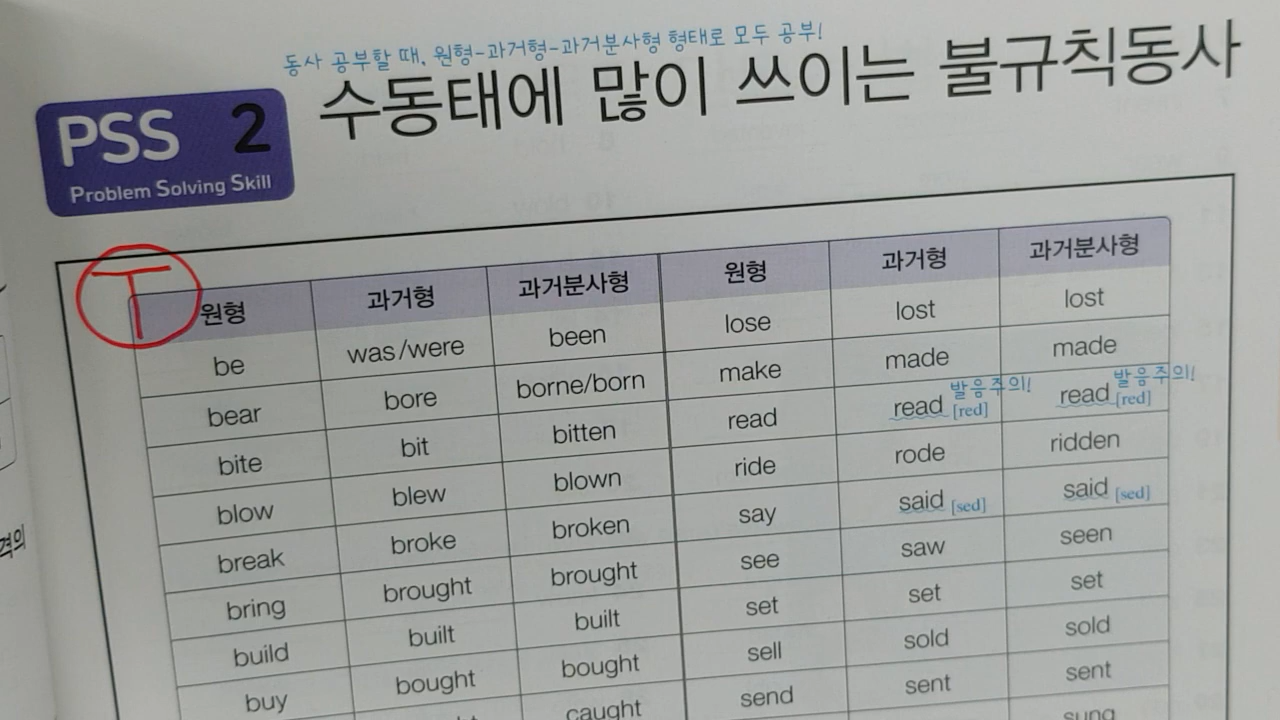 동사 공부할 때, 원형-과거형-과거분사형 형태로 모두 공부!
PSS 2 수동태에 많이 쓰이는 불규칙동사
Problem Solving Skill
T
원형 과거형 과거분사형 원형 과거형 과거분사형
be was/were been lose lost lost
bear bore borne/born make made made
발음주의! 발음주의!
bite bit bitten read read [red] read [red]
blow blew blown ride rode ridden
break broke broken say said [sed] said [sed]
bring brought brought see saw seen
build built built set set set
buy bought bought sell sold sold
caught send sent sent
sung
격의